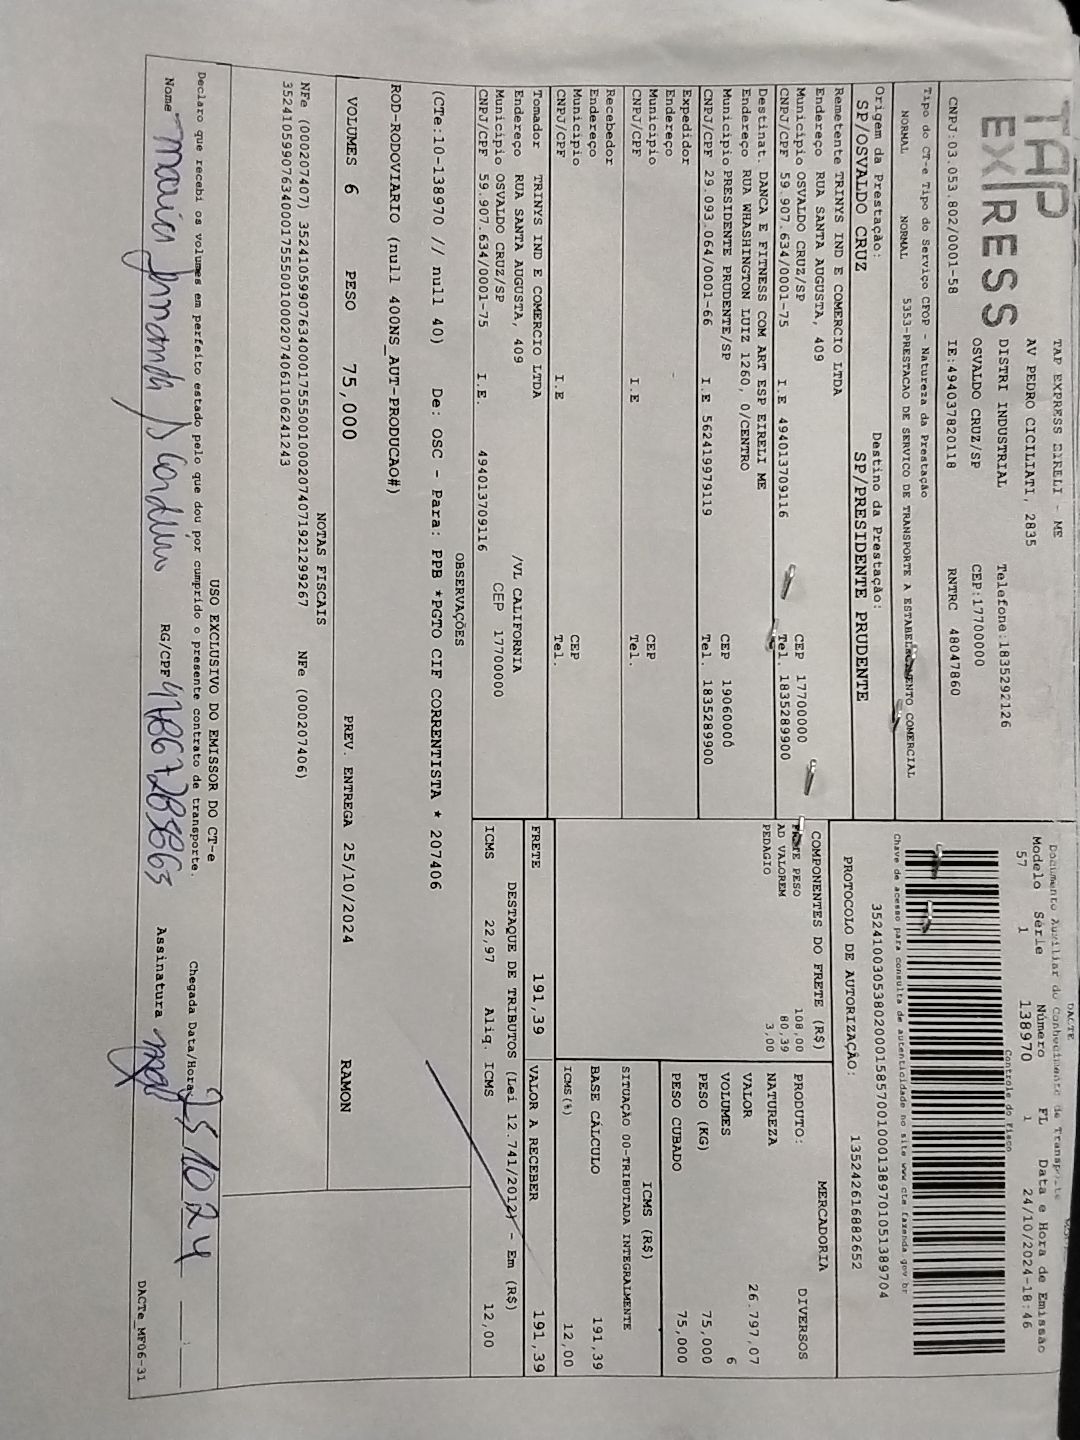 TAP
EXPRESS
TAP EXPRESS EIRELI - ME
AV PEDRO CICILIATI, 2835
DISTRI INDUSTRIAL Telefone:1835292126
OSVALDO CRUZ/SP CEP:17700000
CNPJ:03.053.802/0001-58 IE:494037820118 RNTRC 48047860
DACTE
Documento Auxiliar do Conhecimento de Transporte
Modelo Série Número FL Data e Hora de Emissão
57 1 138970 1 24/10/2024-18:46
Controle do Fisco
Chave de acesso para consulta de autenticidade no site www.cte.fazenda.gov.br
35241003053802000158570010001389701051389704
PROTOCOLO DE AUTORIZAÇÃO: 135242616882652
Tipo do CT-e Tipo do Serviço CFOP - Natureza da Prestação
NORMAL NORMAL 5353-PRESTACAO DE SERVICO DE TRANSPORTE A ESTABELECIMENTO COMERCIAL
Origem da Prestação: Destino da Prestação:
SP/OSVALDO CRUZ SP/PRESIDENTE PRUDENTE
Remetente TRINYS IND E COMERCIO LTDA
Endereço RUA SANTA AUGUSTA, 409
Município OSVALDO CRUZ/SP CEP 17700000
CNPJ/CPF 59.907.634/0001-75 I.E 494013709116 Tel. 1835289900
Destinat. DANCA E FITNESS COM ART ESP EIRELI ME
Endereço RUA WHASHINGTON LUIZ 1260, 0/CENTRO
Município PRESIDENTE PRUDENTE/SP CEP 19060000
CNPJ/CPF 29.093.064/0001-66 I.E 562419979119 Tel. 1835289900
Expedidor
Endereço
Município CEP
CNPJ/CPF I.E Tel.
Recebedor
Endereço
Município CEP
CNPJ/CPF I.E Tel.
Tomador TRINYS IND E COMERCIO LTDA
Endereço RUA SANTA AUGUSTA, 409 /VL CALIFORNIA
Município OSVALDO CRUZ/SP CEP 17700000
CNPJ/CPF 59.907.634/0001-75 I.E. 494013709116
COMPONENTES DO FRETE (R$)
FRETE PESO 108,00
AD VALOREM 80,39
PEDAGIO 3,00
MERCADORIA
PRODUTO: DIVERSOS
NATUREZA
VALOR 26.797,07
VOLUMES 6
PESO (KG) 75,000
PESO CUBADO 75,000
ICMS (R$)
SITUAÇÃO 00-TRIBUTADA INTEGRALMENTE
BASE CÁLCULO 191,39
ICMS(%) 12,00
FRETE 191,39 VALOR A RECEBER 191,39
DESTAQUE DE TRIBUTOS (Lei 12.741/2012) - Em (R$)
ICMS 22,97 Aliq. ICMS 12,00
OBSERVAÇÕES
(CTe:10-138970 // null 40) De: OSC - Para: PPB *PGTO CIF CORRENTISTA * 207406
ROD-RODOVIARIO (null 400NS_AUT-PRODUCAO#)
VOLUMES 6 PESO 75,000 PREV. ENTREGA 25/10/2024 RAMON
NOTAS FISCAIS
NFe (000207407) 35241059907634000175550010002074071921299267 NFe (000207406)
35241059907634000175550010002074061106241243
USO EXCLUSIVO DO EMISSOR DO CT-e
Declaro que recebi os volumes em perfeito estado pelo que dou por cumprido o presente contrato de transporte. Chegada Data/Hora 25 10 24 __:__
Nome Maria RG/CPF Assinatura
DACTe_MF06-31